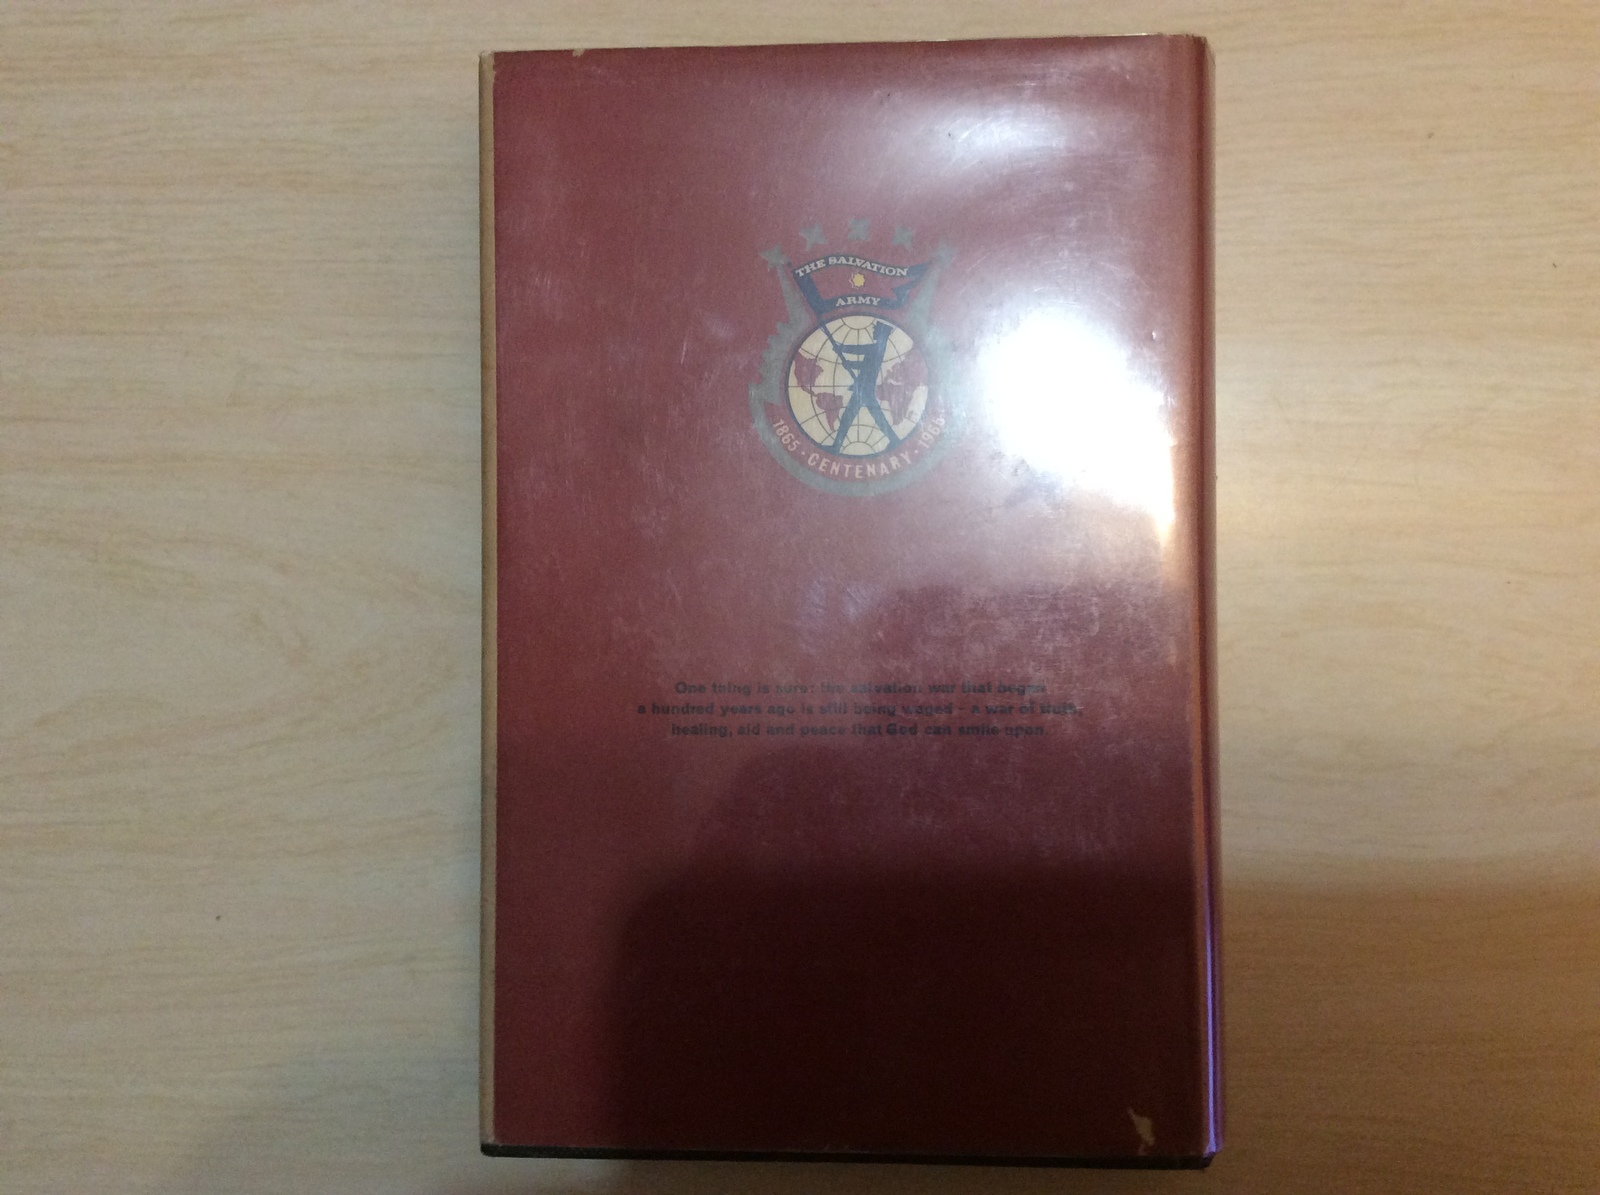 THE SALVATION
ARMY
1865 · CENTENARY · 1965
One thing is sure: the salvation war that began
a hundred years ago is still being waged – a war of truth,
healing, aid and peace that God can smile upon.